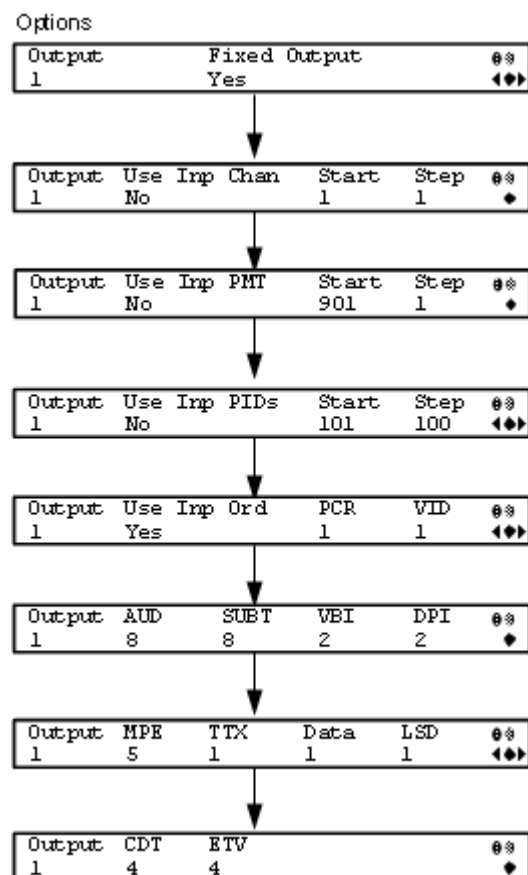 Options
Output Fixed Output
1 Yes
Output Use Inp Chan Start Step
1 No 1 1
Output Use Inp PMT Start Step
1 No 901 1
Output Use Inp PIDs Start Step
1 No 101 100
Output Use Inp Ord PCR VID
1 Yes 1 1
Output AUD SUBT VBI DPI
1 8 8 2 2
Output MPE TTX Data LSD
1 5 1 1 1
Output CDT ETV
1 4 4